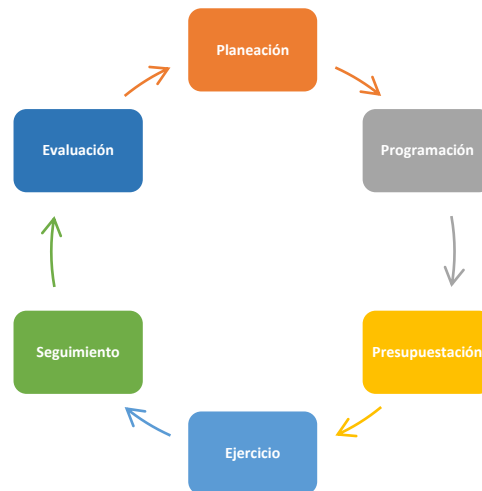 Planeación
Programación
Presupuestación
Ejercicio
Seguimiento
Evaluación